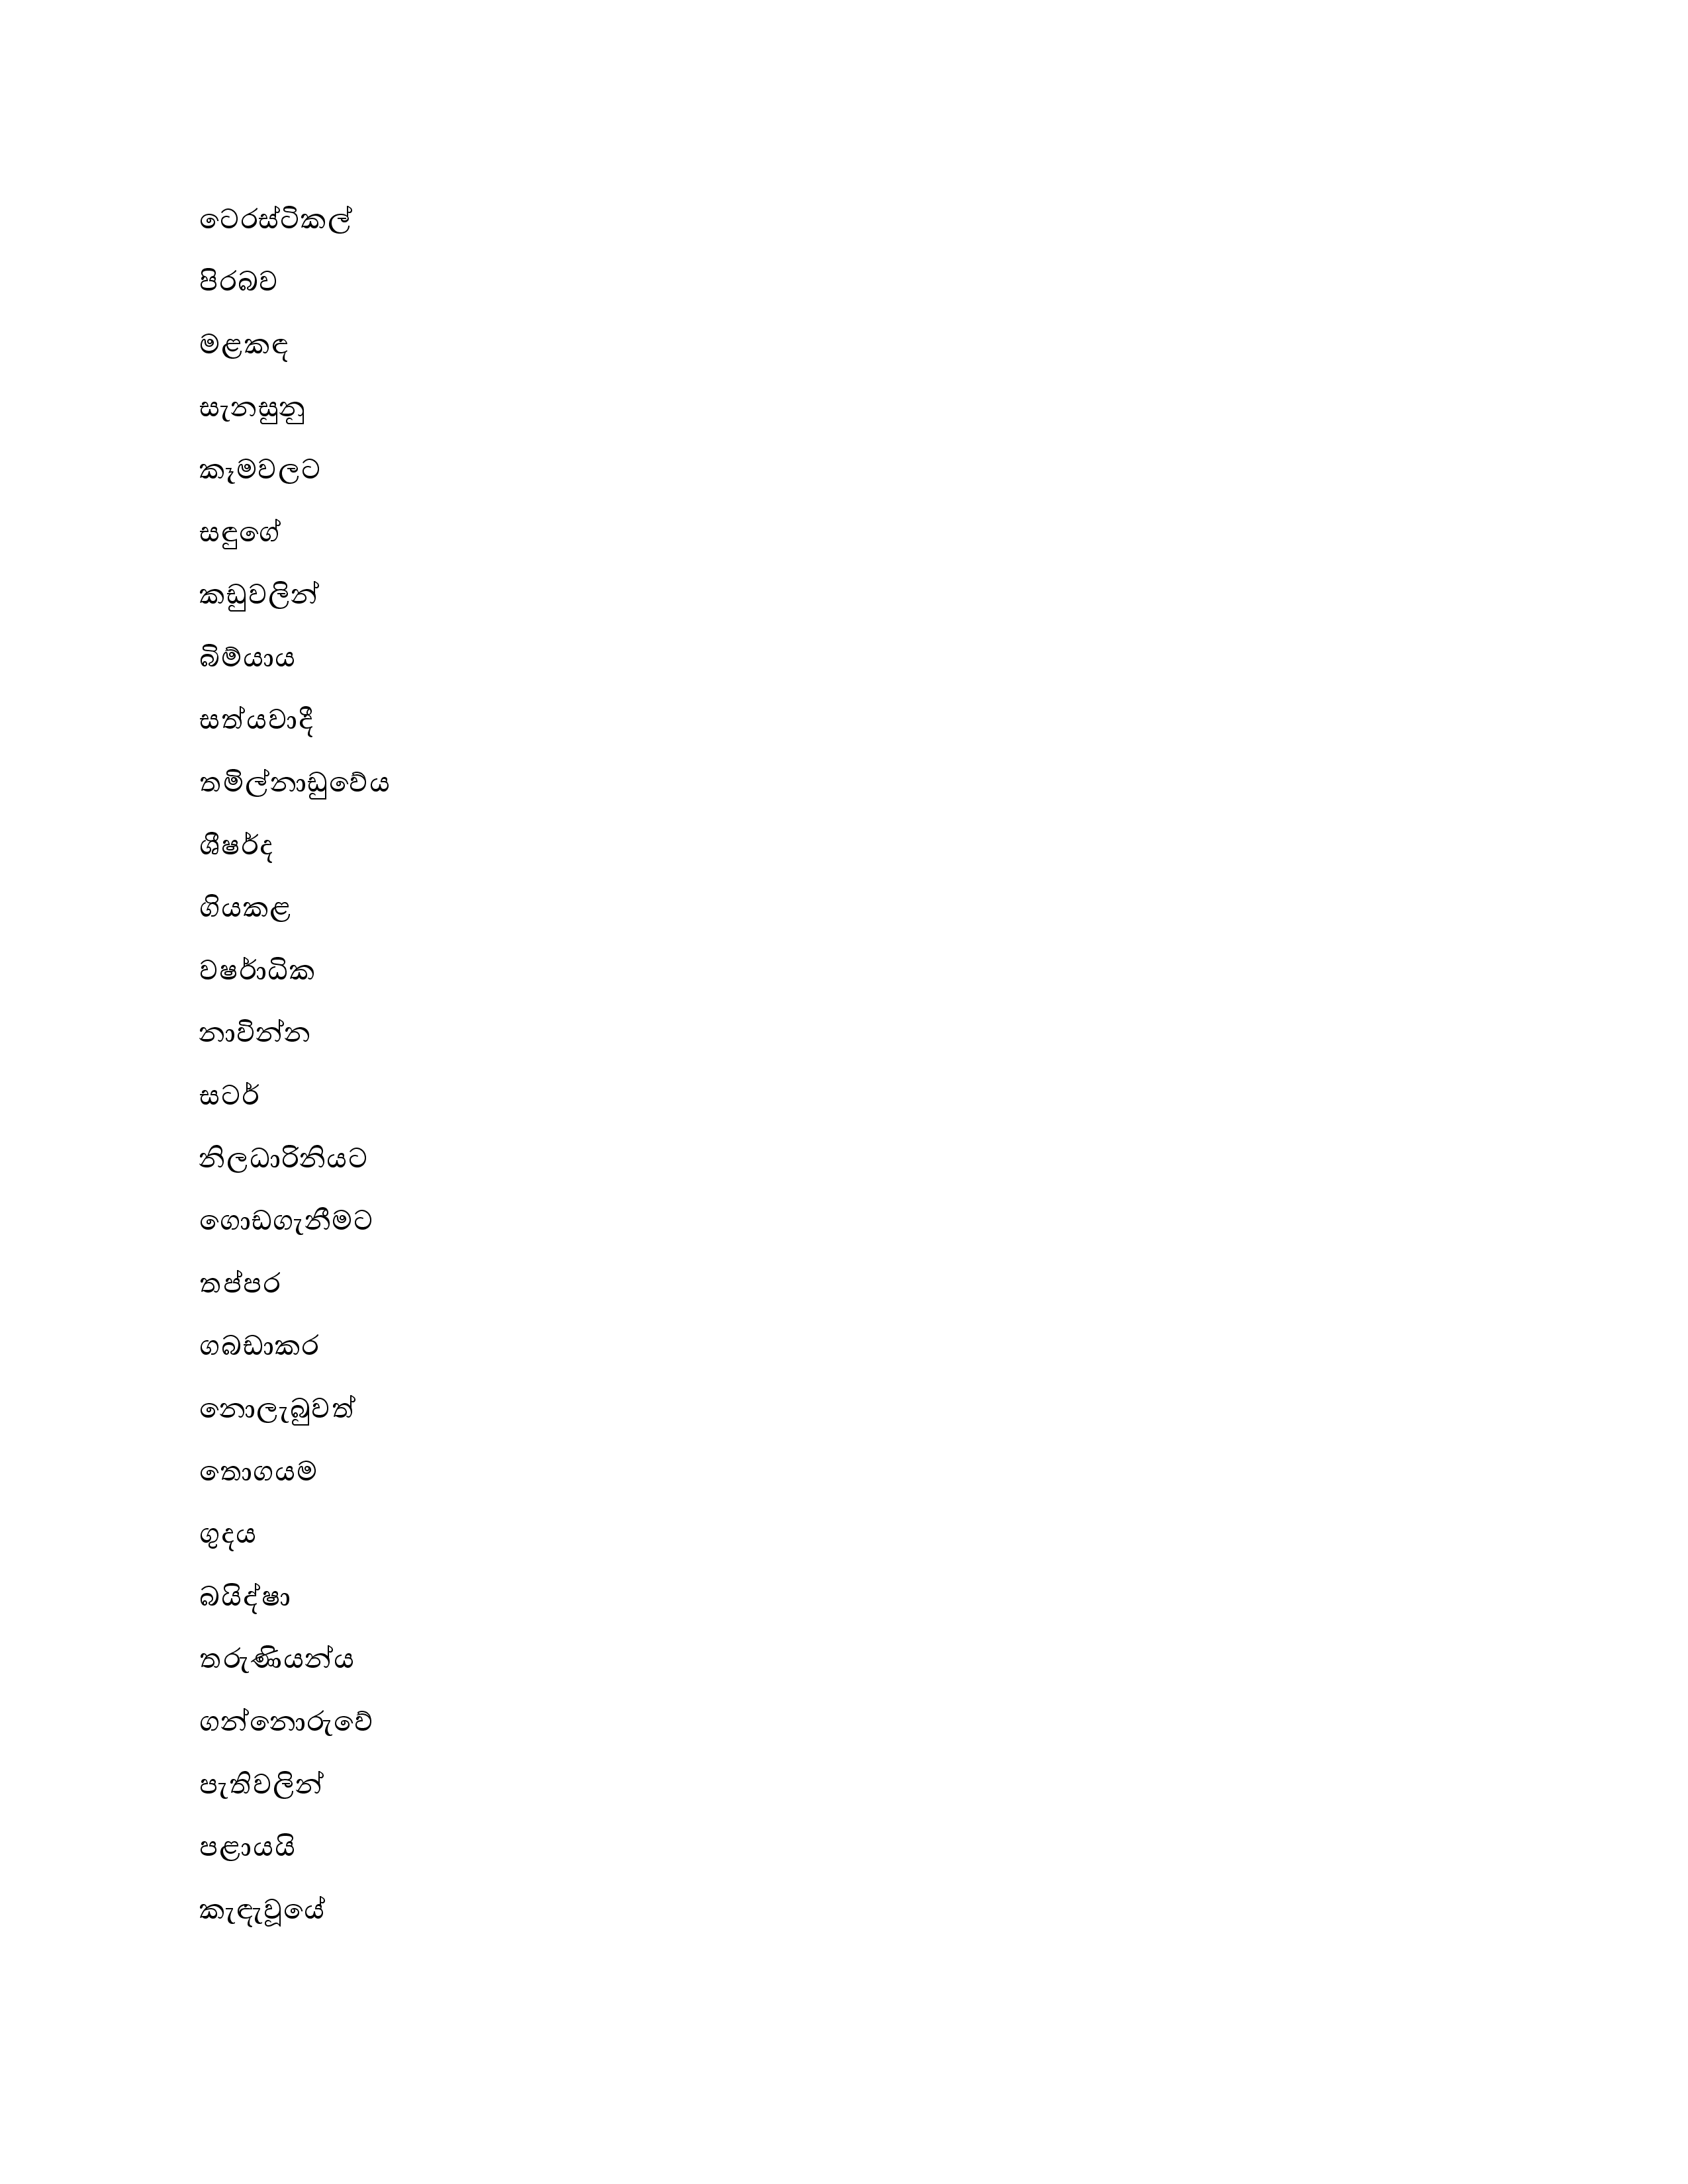 ටෙරස්ටිකල්
පිරබව
මළකඳ
සැනසුනු
කෑමවලට
සඳුගේ
කඩුවලින්
බිම්යාය
සත්යවාදී
තමිල්නාඩුවේය
ශීෂර්ද
ගියකළ
වෂර්ාධික
නාවින්න
සටර්
නිලධාරිනියට
ගොඩගැනීමට
තප්පර
ගබඩාකර
නොලැබුවත්
තොගයම
ගුදය
බයිද්ෂා
තරුණියන්ය
ගන්නොරුවේ
පැතිවලින්
පළායයි
කැඳැවූයේ